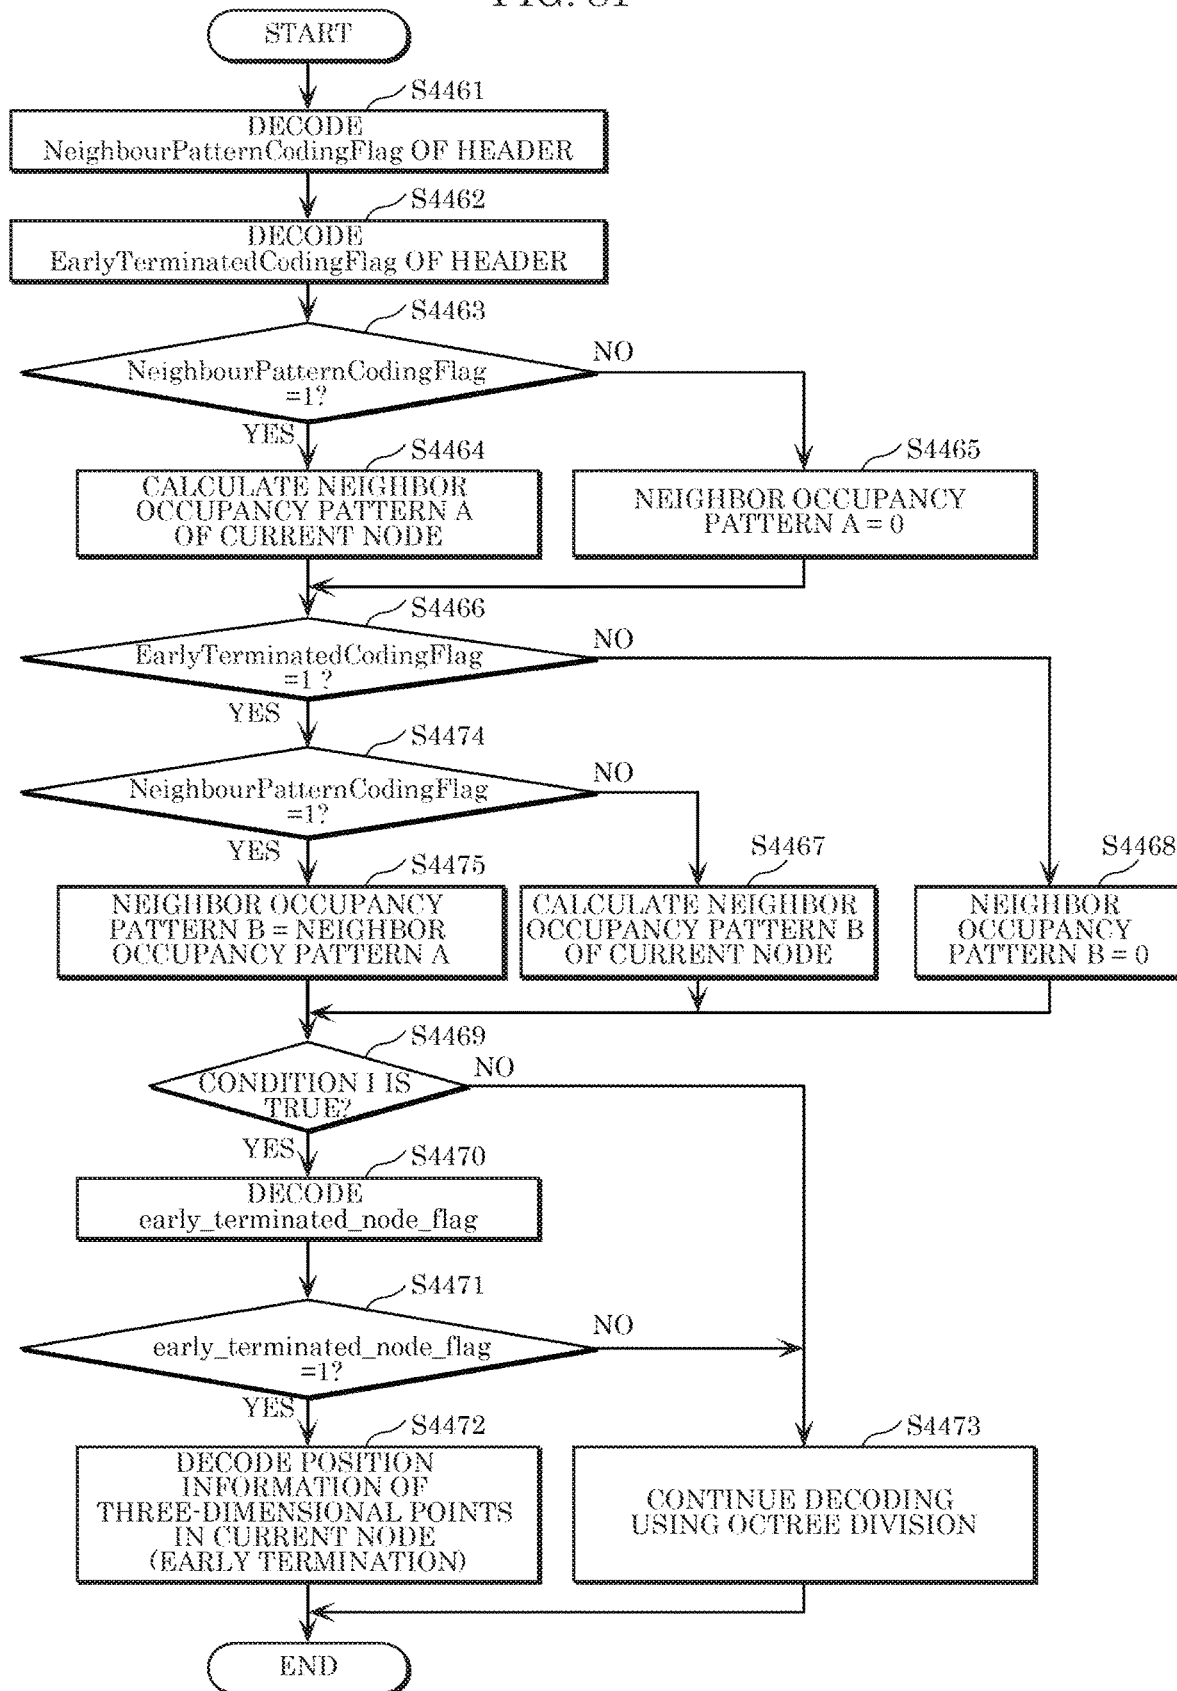 START
S4461
DECODE
NeighbourPatternCodingFlag OF HEADER
S4462
DECODE
EarlyTerminatedCodingFlag OF HEADER
S4463
NeighbourPatternCodingFlag
=1?
NO
YES
S4464
CALCULATE NEIGHBOR
OCCUPANCY PATTERN A
OF CURRENT NODE
S4465
NEIGHBOR OCCUPANCY
PATTERN A = 0
S4466
EarlyTerminatedCodingFlag
=1 ?
NO
YES
S4474
NeighbourPatternCodingFlag
=1?
NO
YES
S4475
NEIGHBOR OCCUPANCY
PATTERN B = NEIGHBOR
OCCUPANCY PATTERN A
S4467
CALCULATE NEIGHBOR
OCCUPANCY PATTERN B
OF CURRENT NODE
S4468
NEIGHBOR
OCCUPANCY
PATTERN B = 0
S4469
CONDITION I IS
TRUE?
NO
YES
S4470
DECODE
early_terminated_node_flag
S4471
early_terminated_node_flag
=1?
NO
YES
S4472
DECODE POSITION
INFORMATION OF
THREE-DIMENSIONAL POINTS
IN CURRENT NODE
(EARLY TERMINATION)
S4473
CONTINUE DECODING
USING OCTREE DIVISION
END